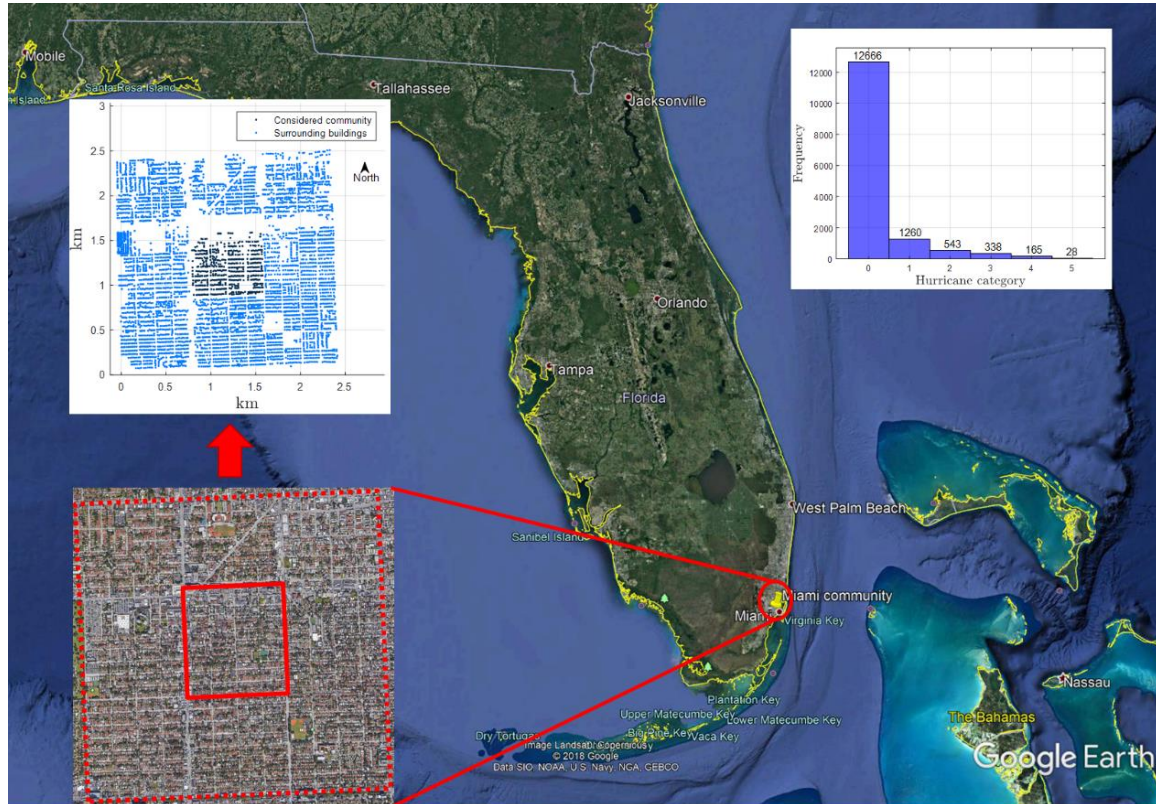 Mobile
Santa Rosa Island
Tallahassee
Jacksonville
3
2.5
2
1.5
1
0.5
0
km
Considered community
Surrounding buildings
North
0
0.5
1
1.5
2
2.5
km
12666
1260
543
338
165
28
12000
10000
8000
6000
4000
2000
0
Frequency
0
1
2
3
4
5
Hurricane category
Orlando
Tampa
Florida
West Palm Beach
Sanibel Island
Miami community
Miami
Virginia Key
Plantation Key
Upper Matecumbe Key
Lower Matecumbe Key
Big Pine Key
Vaca Key
Dry Tortugas
Nassau
The Bahamas
Image Landsat / Copernicus
© 2018 Google
Data SIO, NOAA, U.S. Navy, NGA, GEBCO
Google Earth